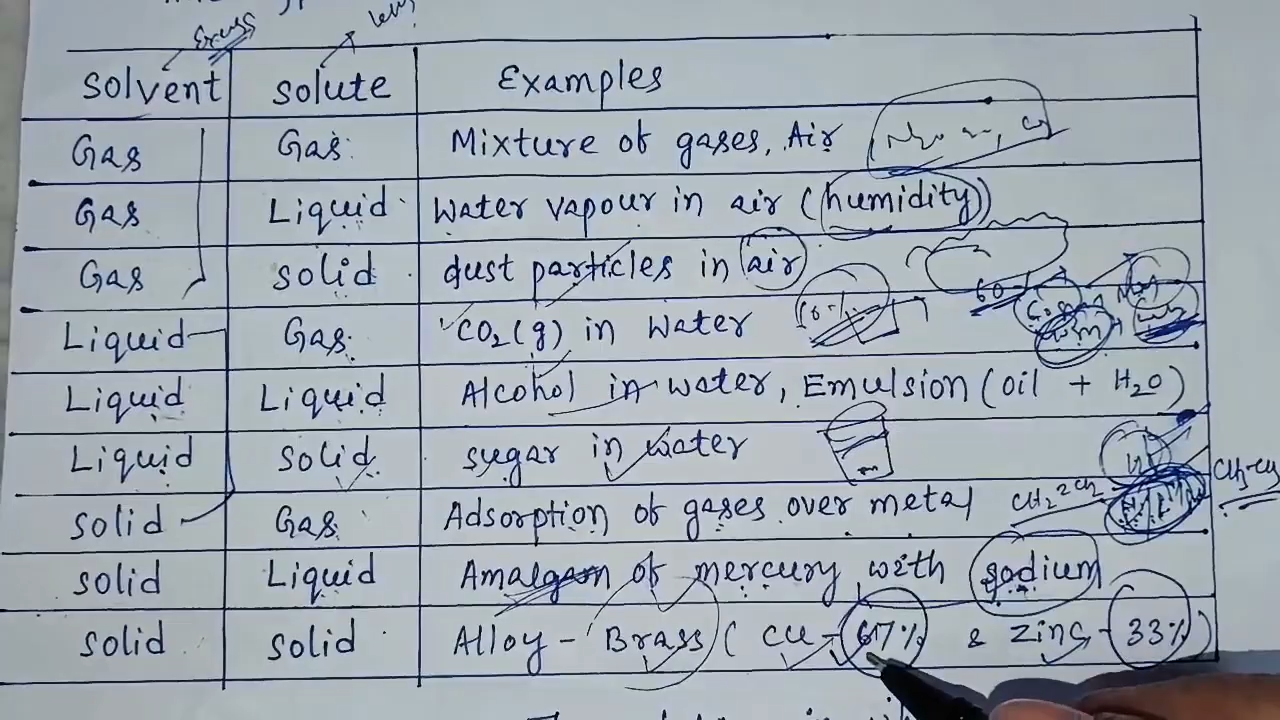 Excess
solvent solute Examples
Gas Gas Mixture of gases, Air
Gas Liquid Water vapour in air (humidity)
Gas solid dust particles in air
Liquid Gas CO2(g) in Water
Liquid Liquid Alcohol in water, Emulsion (oil + H2O)
Liquid solid sugar in water
solid Gas Adsorption of gases over metal
solid Liquid Amalgam of mercury with sodium
solid solid Alloy - Brass (Cu - 67% & Zinc - 33%)